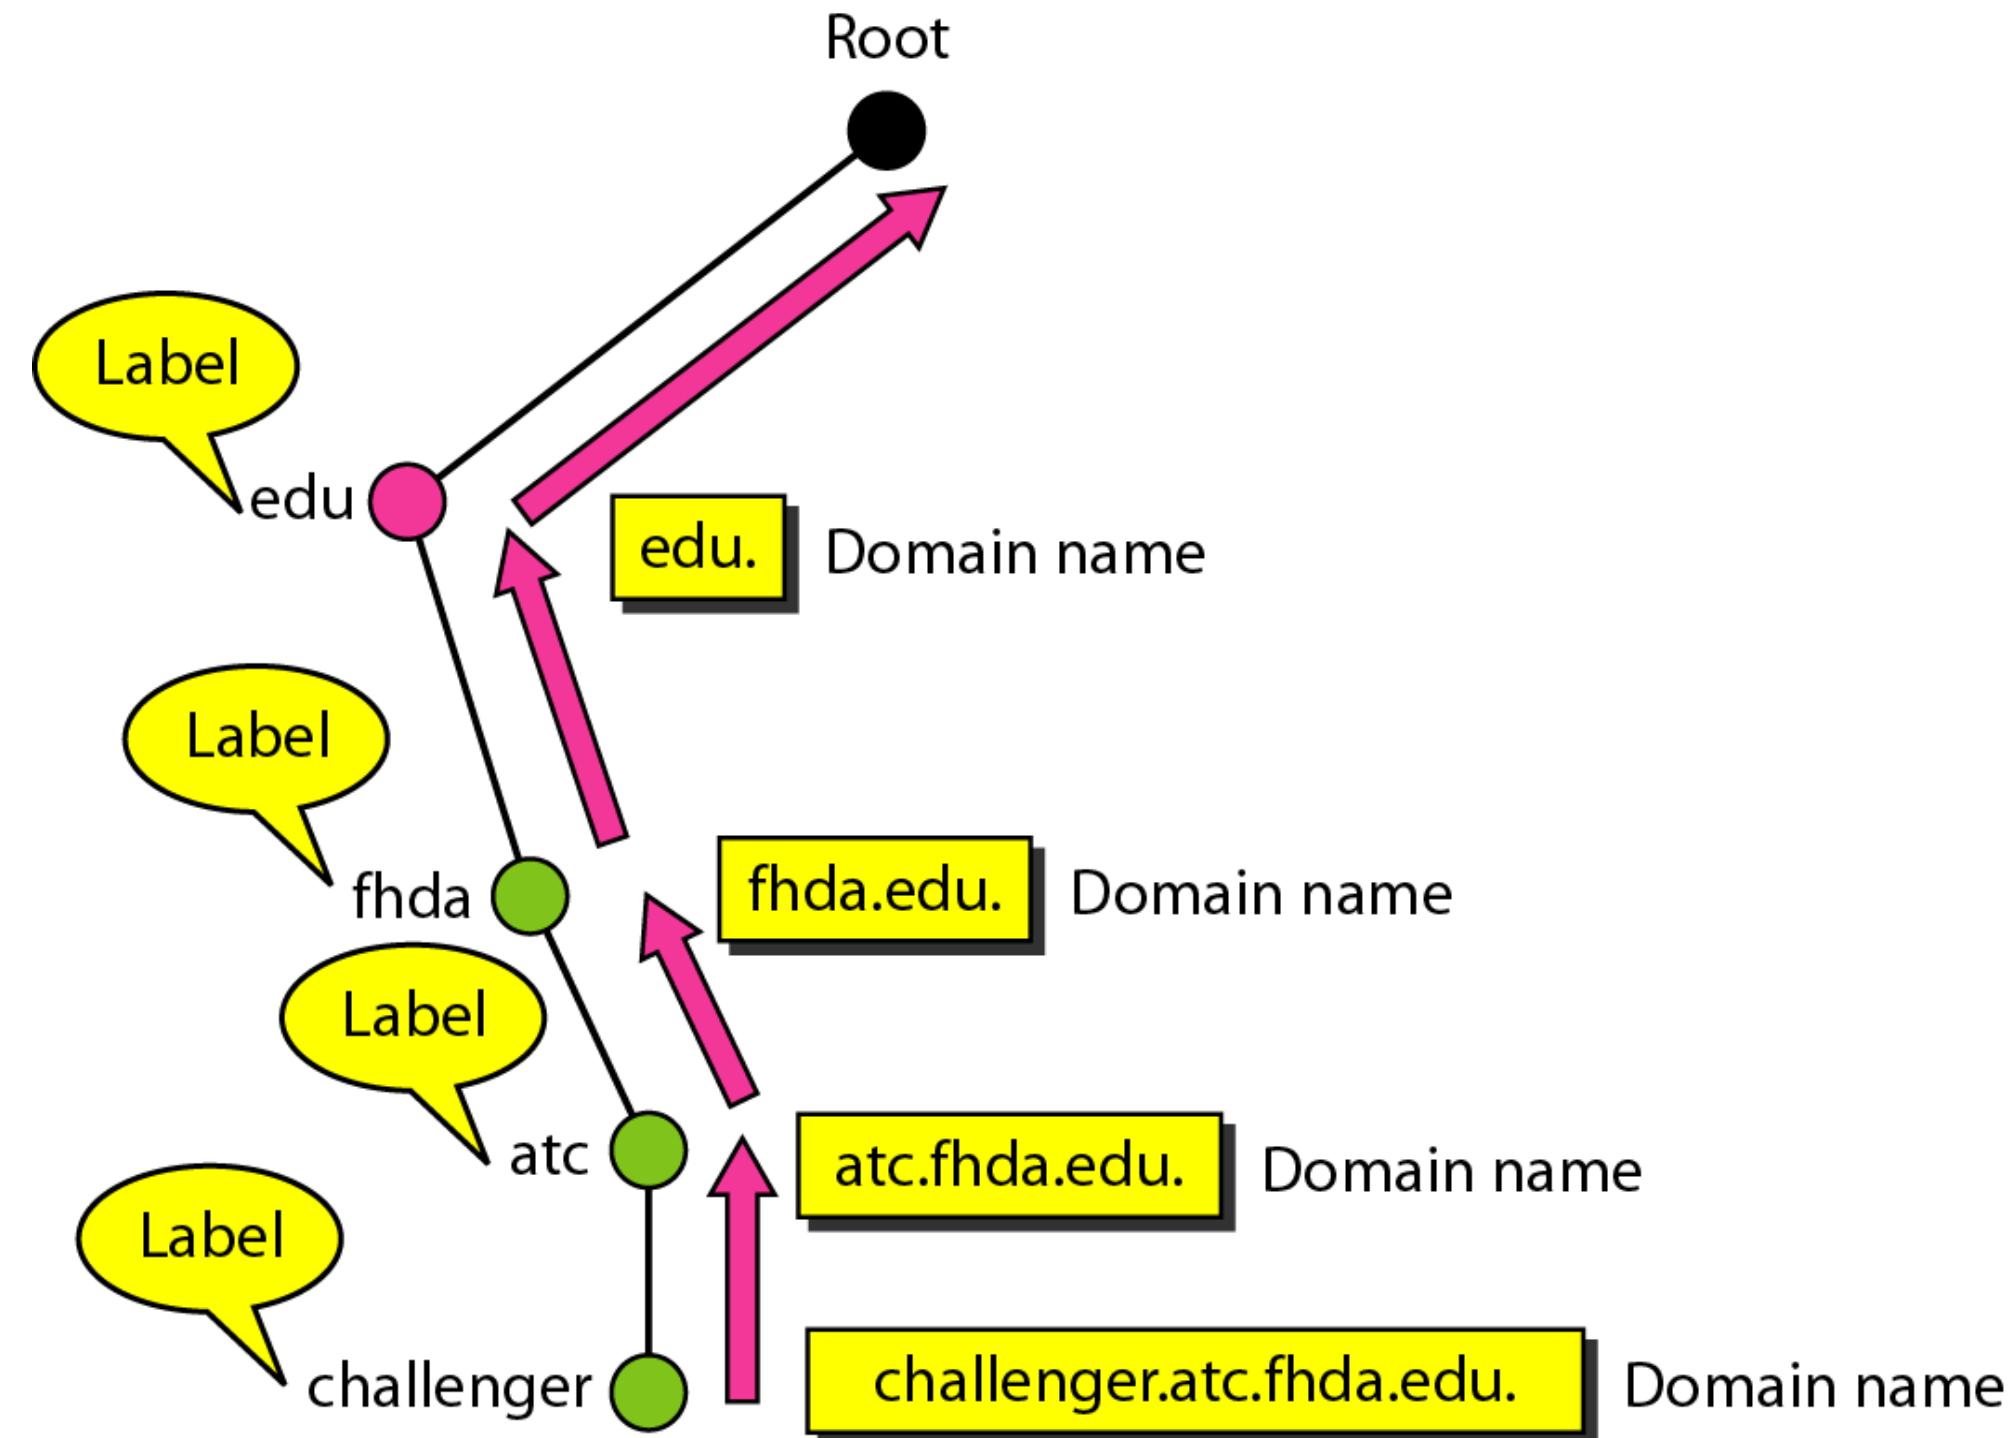 Root
Label
edu
edu.
Domain name
Label
fhda
fhda.edu.
Domain name
Label
atc
atc.fhda.edu.
Domain name
Label
challenger
challenger.atc.fhda.edu.
Domain name